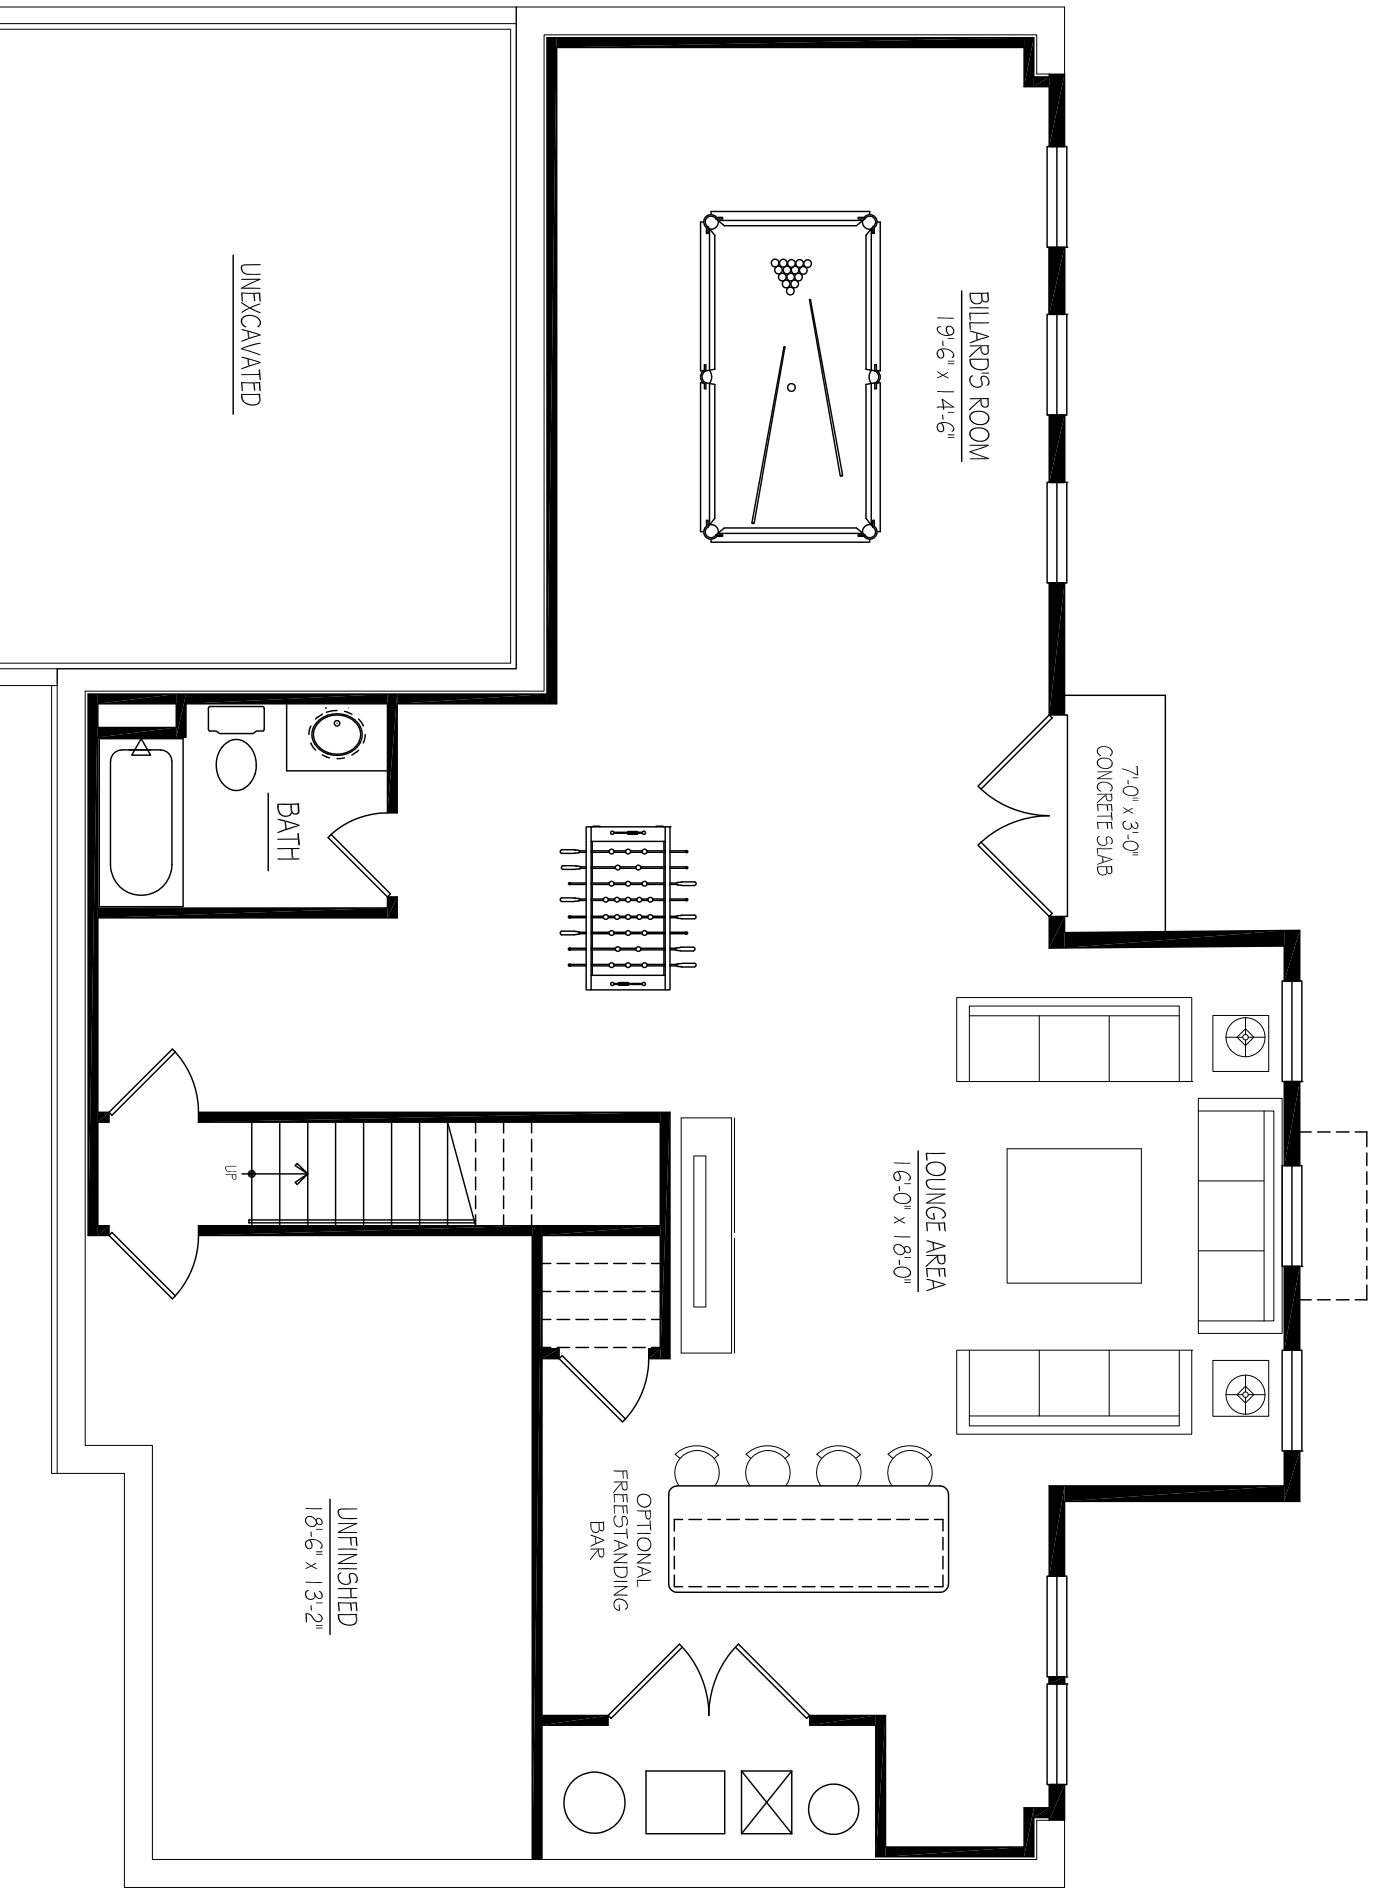 UNEXCAVATED
BILLARD'S ROOM
19'-6" x 14'-6"
7'-0" x 3'-0"
CONCRETE SLAB
BATH
UP
LOUNGE AREA
16'-0" x 18'-0"
OPTIONAL
FREESTANDING
BAR
UNFINISHED
18'-6" x 13'-2"